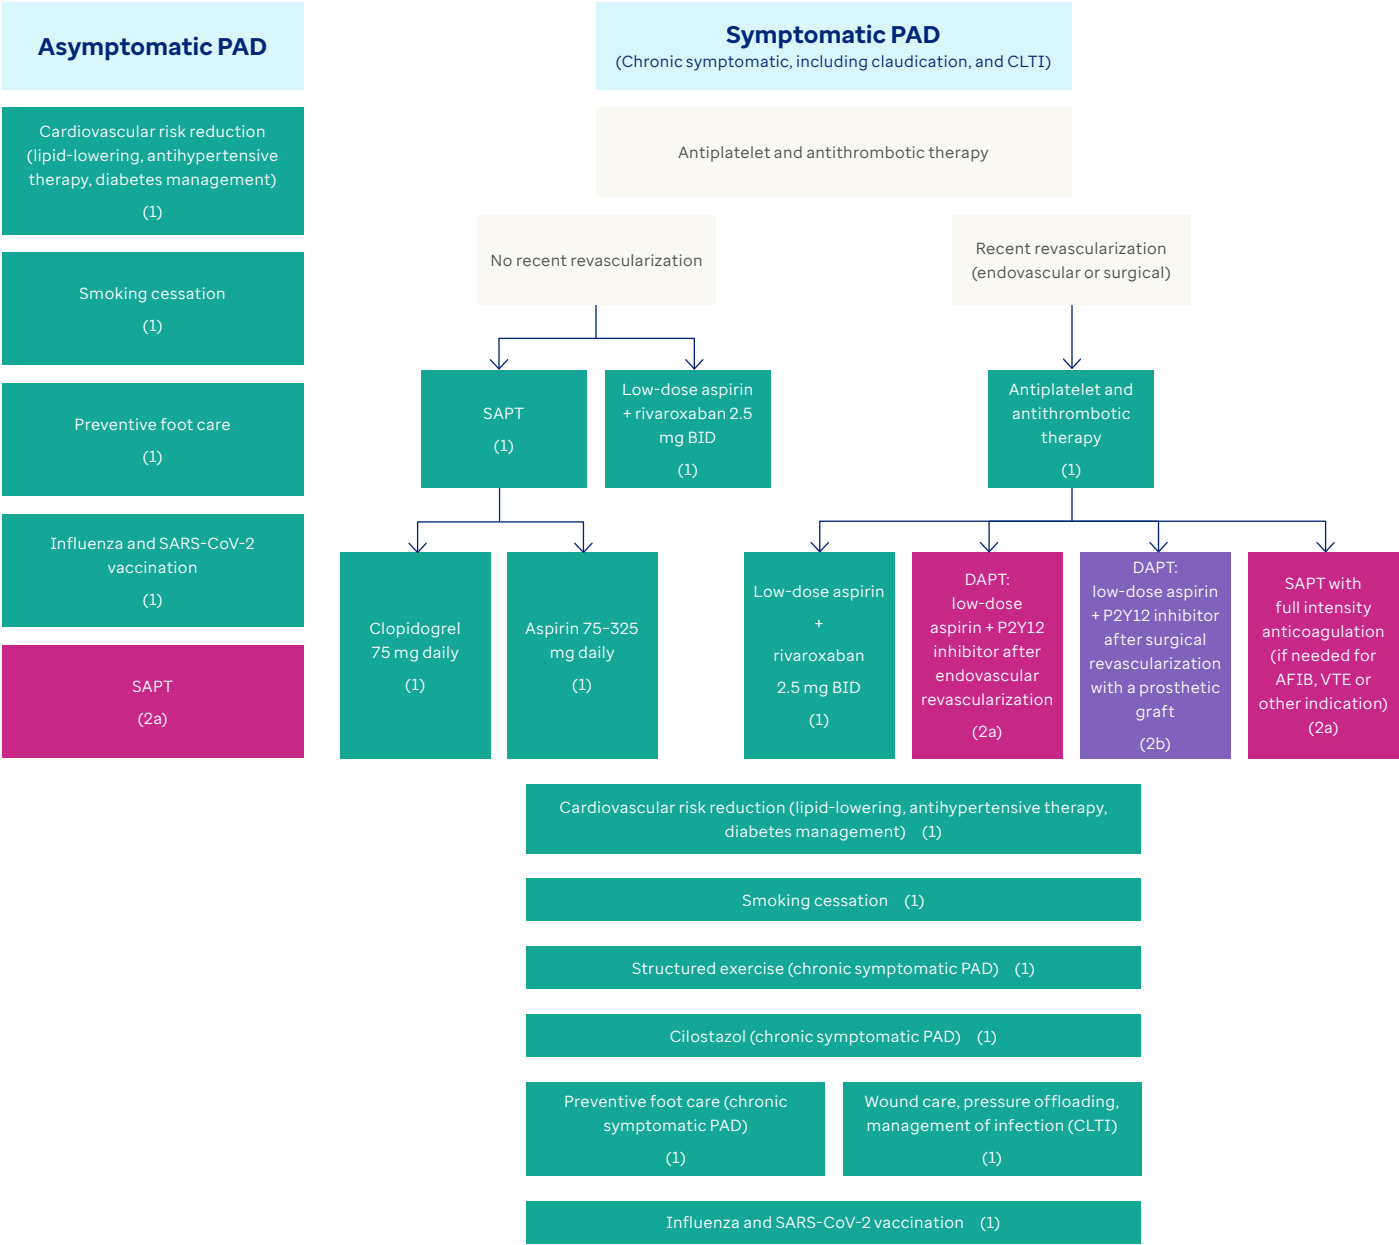 Asymptomatic PAD
Cardiovascular risk reduction
(lipid-lowering, antihypertensive
therapy, diabetes management)
(1)
Smoking cessation
(1)
Preventive foot care
(1)
Influenza and SARS-CoV-2
vaccination
(1)
SAPT
(2a)
Symptomatic PAD
(Chronic symptomatic, including claudication, and CLTI)
Antiplatelet and antithrombotic therapy
No recent revascularization
Recent revascularization
(endovascular or surgical)
SAPT
(1)
Low-dose aspirin
+ rivaroxaban 2.5
mg BID
(1)
Antiplatelet and
antithrombotic
therapy
(1)
Clopidogrel
75 mg daily
(1)
Aspirin 75–325
mg daily
(1)
Low-dose aspirin
+
rivaroxaban
2.5 mg BID
(1)
DAPT:
low-dose
aspirin + P2Y12
inhibitor after
endovascular
revascularization
(2a)
DAPT:
low-dose aspirin
+ P2Y12 inhibitor
after surgical
revascularization
with a prosthetic
graft
(2b)
SAPT with
full intensity
anticoagulation
(if needed for
AFIB, VTE or
other indication)
(2a)
Cardiovascular risk reduction (lipid-lowering, antihypertensive therapy,
diabetes management) (1)
Smoking cessation (1)
Structured exercise (chronic symptomatic PAD) (1)
Cilostazol (chronic symptomatic PAD) (1)
Preventive foot care (chronic
symptomatic PAD)
(1)
Wound care, pressure offloading,
management of infection (CLTI)
(1)
Influenza and SARS-CoV-2 vaccination (1)